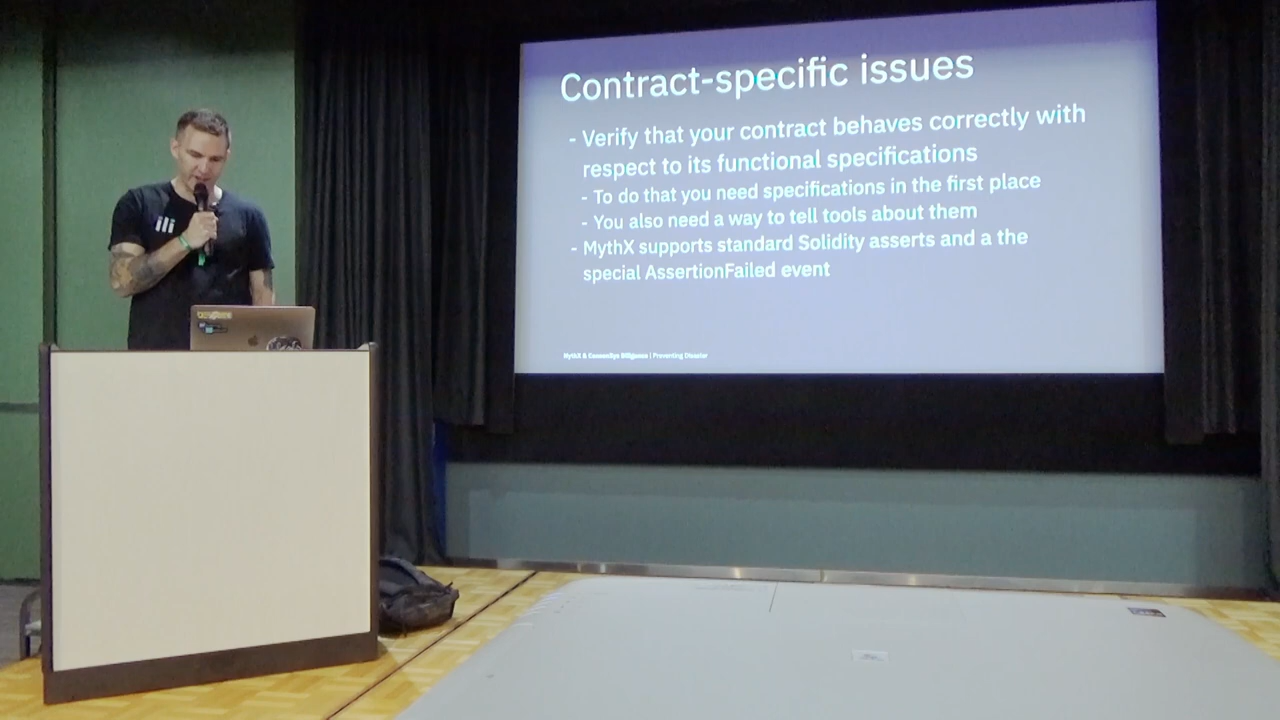 Contract-specific issues
- Verify that your contract behaves correctly with
respect to its functional specifications
- To do that you need specifications in the first place
- You also need a way to tell tools about them
- MythX supports standard Solidity asserts and a the
special AssertionFailed event
MythX & ConsenSys Diligence | Preventing Disaster